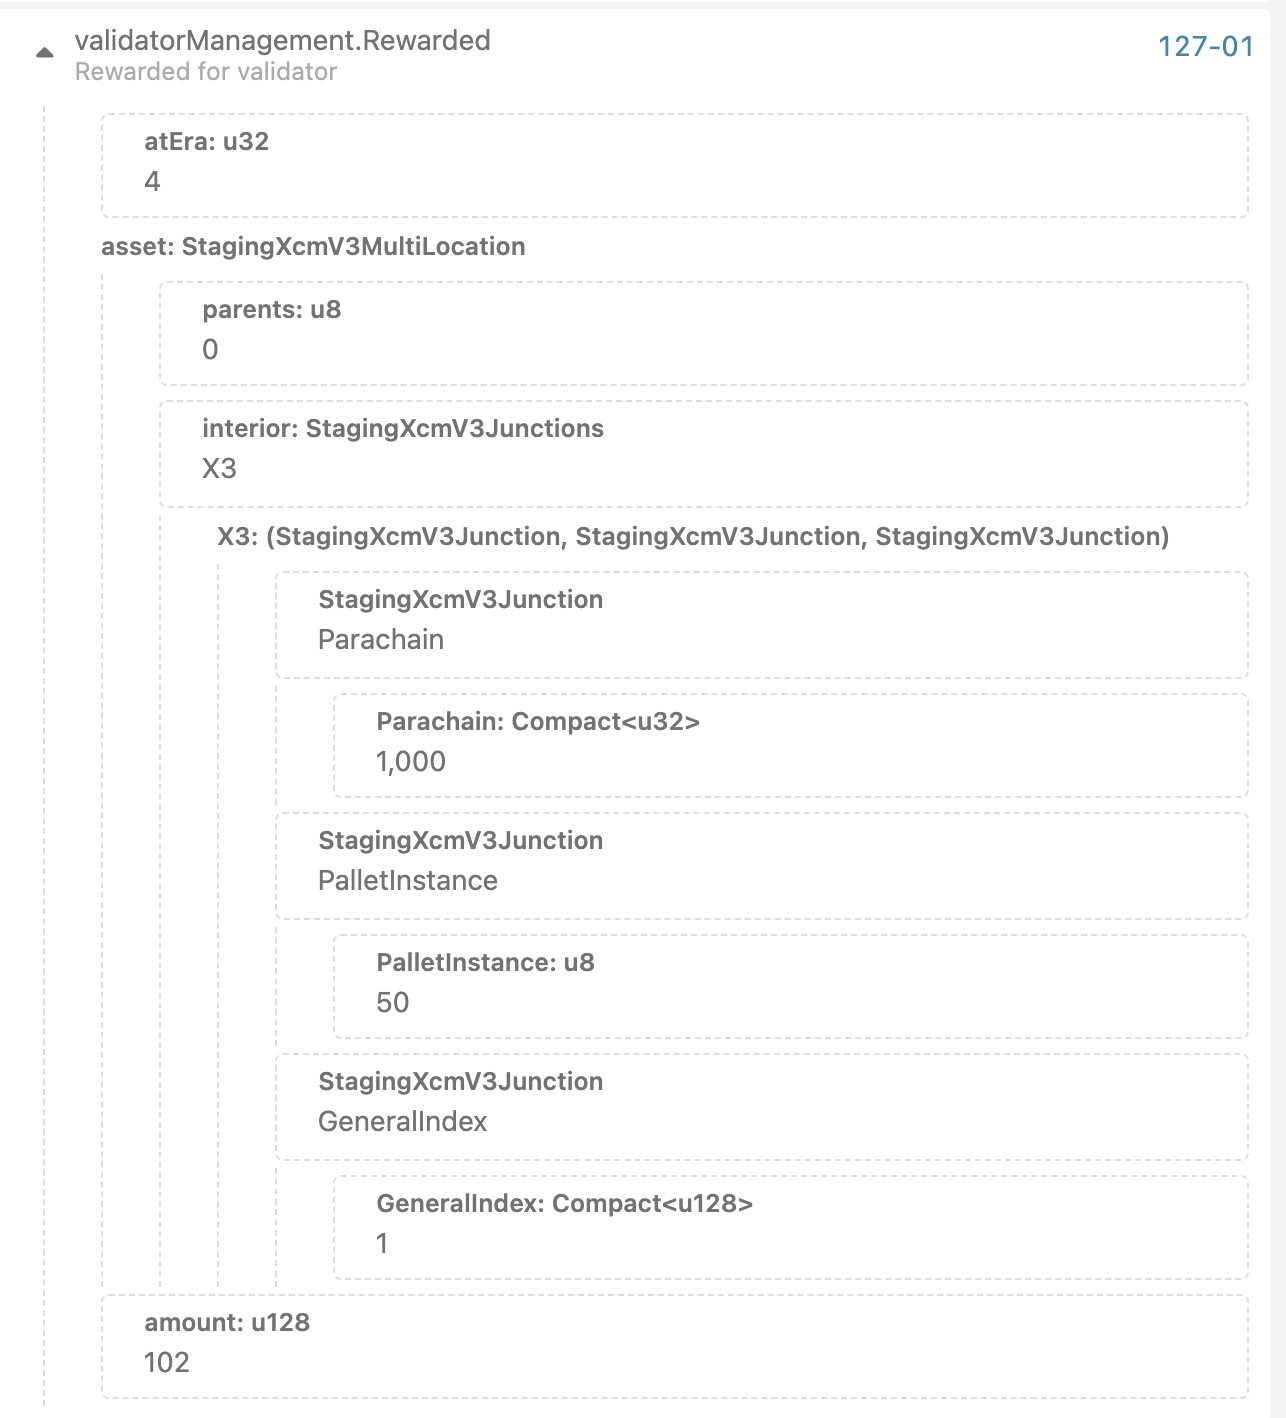 validatorManagement.Rewarded
127-01
Rewarded for validator
atEra: u32
4
asset: StagingXcmV3MultiLocation
parents: u8
0
interior: StagingXcmV3Junctions
X3
X3: (StagingXcmV3Junction, StagingXcmV3Junction, StagingXcmV3Junction)
StagingXcmV3Junction
Parachain
Parachain: Compact<u32>
1,000
StagingXcmV3Junction
PalletInstance
PalletInstance: u8
50
StagingXcmV3Junction
GeneralIndex
GeneralIndex: Compact<u128>
1
amount: u128
102